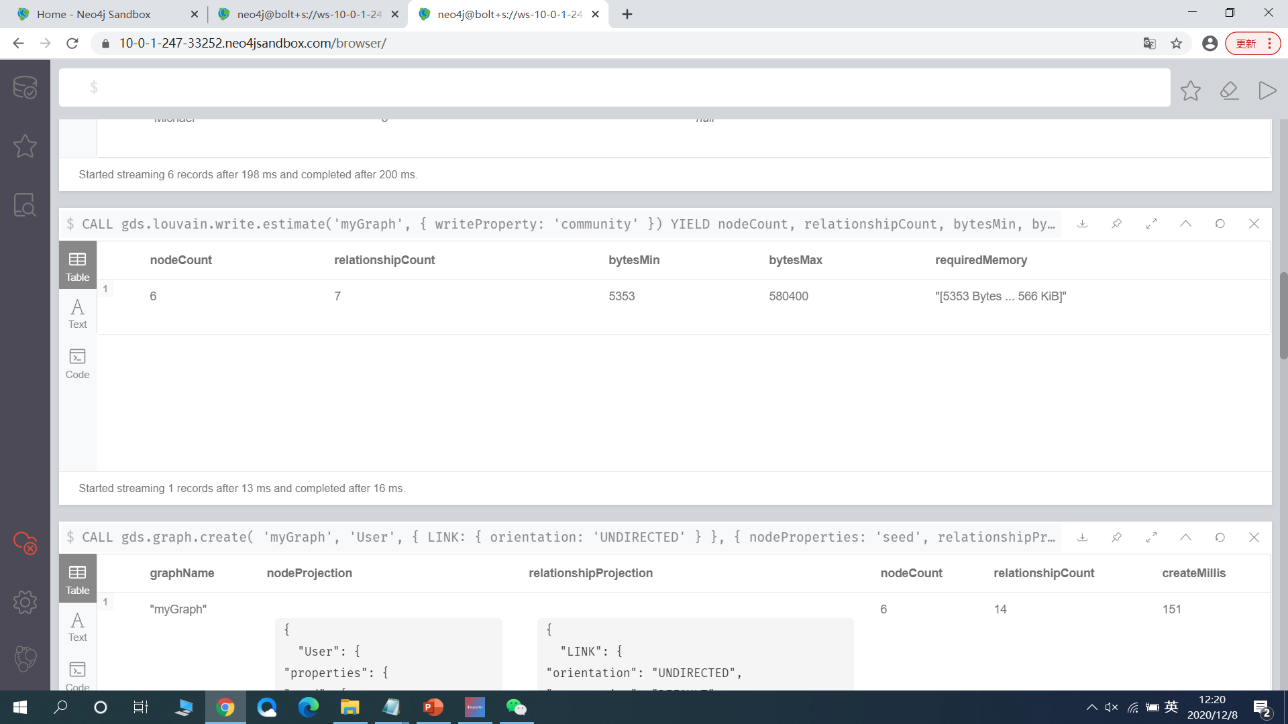 Home - Neo4j Sandbox
neo4j@bolt+s://ws-10-0-1-24
neo4j@bolt+s://ws-10-0-1-24
10-0-1-247-33252.neo4jsandbox.com/browser/
更新
$
null
Started streaming 6 records after 198 ms and completed after 200 ms.
$ CALL gds.louvain.write.estimate('myGraph', { writeProperty: 'community' }) YIELD nodeCount, relationshipCount, bytesMin, by…
Table
Text
Code
nodeCount relationshipCount bytesMin bytesMax requiredMemory
1 6 7 5353 580400 "[5353 Bytes ... 566 KiB]"
Started streaming 1 records after 13 ms and completed after 16 ms.
$ CALL gds.graph.create( 'myGraph', 'User', { LINK: { orientation: 'UNDIRECTED' } }, { nodeProperties: 'seed', relationshipPr…
Table
Text
Code
graphName nodeProjection relationshipProjection nodeCount relationshipCount createMillis
1 "myGraph" 6 14 151
{
"User": {
"properties": {
{
"LINK": {
"orientation": "UNDIRECTED",
英
12:20
2020/12/8
2